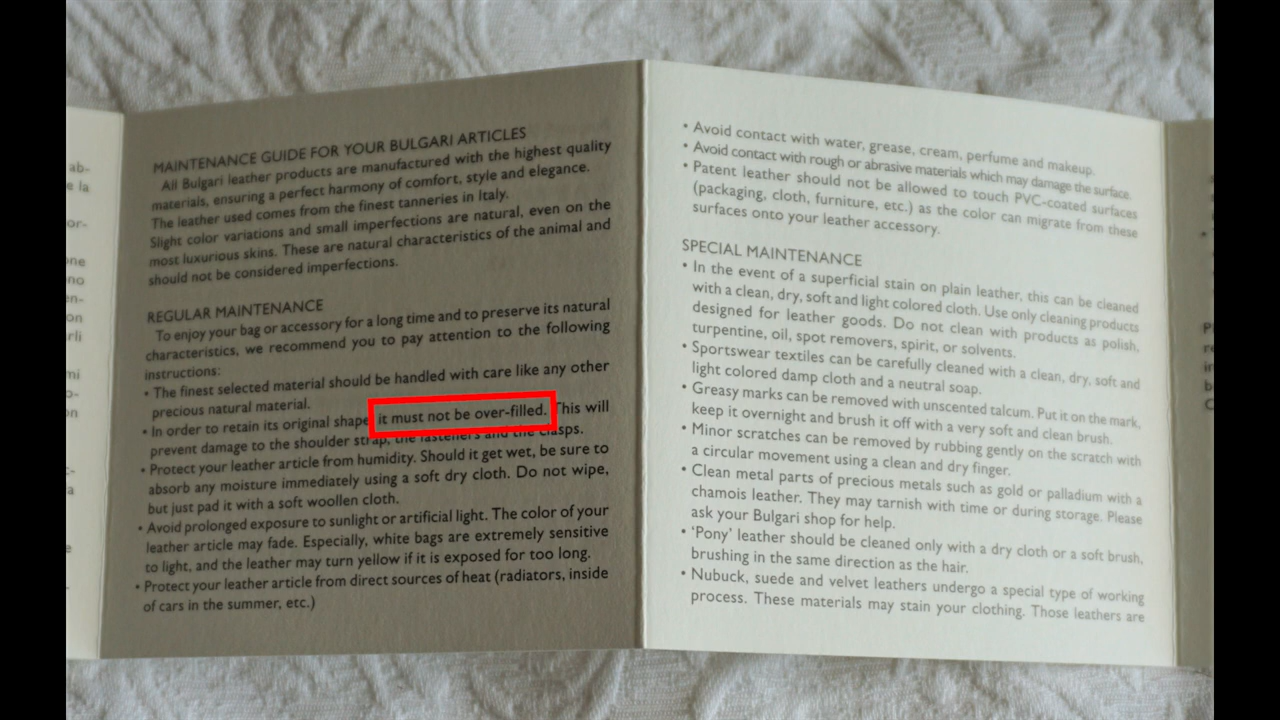 MAINTENANCE GUIDE FOR YOUR BULGARI ARTICLES
All Bulgari leather products are manufactured with the highest quality
materials, ensuring a perfect harmony of comfort, style and elegance.
The leather used comes from the finest tanneries in Italy.
Slight color variations and small imperfections are natural, even on the
most luxurious skins. These are natural characteristics of the animal and
should not be considered imperfections.
REGULAR MAINTENANCE
To enjoy your bag or accessory for a long time and to preserve its natural
characteristics, we recommend you to pay attention to the following
instructions:
• The finest selected material should be handled with care like any other
precious natural material.
• In order to retain its original shape it must not be over-filled. This will
prevent damage to the shoulder strap, the fasteners and the clasps.
• Protect your leather article from humidity. Should it get wet, be sure to
absorb any moisture immediately using a soft dry cloth. Do not wipe,
but just pad it with a soft woollen cloth.
• Avoid prolonged exposure to sunlight or artificial light. The color of your
leather article may fade. Especially, white bags are extremely sensitive
to light, and the leather may turn yellow if it is exposed for too long.
• Protect your leather article from direct sources of heat (radiators, inside
of cars in the summer, etc.)
• Avoid contact with water, grease, cream, perfume and makeup.
• Avoid contact with rough or abrasive materials which may damage the surface.
• Patent leather should not be allowed to touch PVC-coated surfaces
(packaging, cloth, furniture, etc.) as the color can migrate from these
surfaces onto your leather accessory.
SPECIAL MAINTENANCE
• In the event of a superficial stain on plain leather, this can be cleaned
with a clean, dry, soft and light colored cloth. Use only cleaning products
designed for leather goods. Do not clean with products as polish,
turpentine, oil, spot removers, spirit, or solvents.
• Sportswear textiles can be carefully cleaned with a clean, dry, soft and
light colored damp cloth and a neutral soap.
• Greasy marks can be removed with unscented talcum. Put it on the mark,
keep it overnight and brush it off with a very soft and clean brush.
• Minor scratches can be removed by rubbing gently on the scratch with
a circular movement using a clean and dry finger.
• Clean metal parts of precious metals such as gold or palladium with a
chamois leather. They may tarnish with time or during storage. Please
ask your Bulgari shop for help.
• 'Pony' leather should be cleaned only with a dry cloth or a soft brush,
brushing in the same direction as the hair.
• Nubuck, suede and velvet leathers undergo a special type of working
process. These materials may stain your clothing. Those leathers are